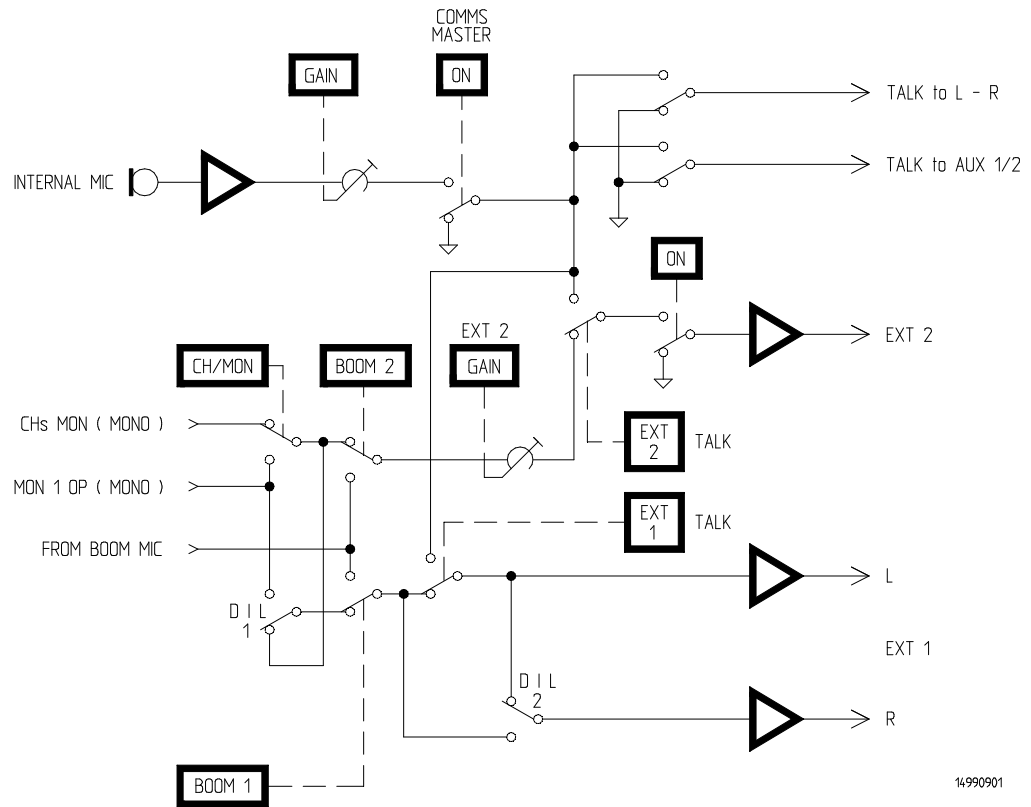 COMMS
MASTER
GAIN
ON
TALK to L - R
INTERNAL MIC
TALK to AUX 1/2
ON
EXT 2
GAIN
EXT 2
CH/MON
BOOM 2
CHs MON ( MONO )
EXT
2
TALK
MON 1 OP ( MONO )
EXT
1
TALK
FROM BOOM MIC
L
D I L
1
EXT 1
D I L
2
R
BOOM 1
14990901